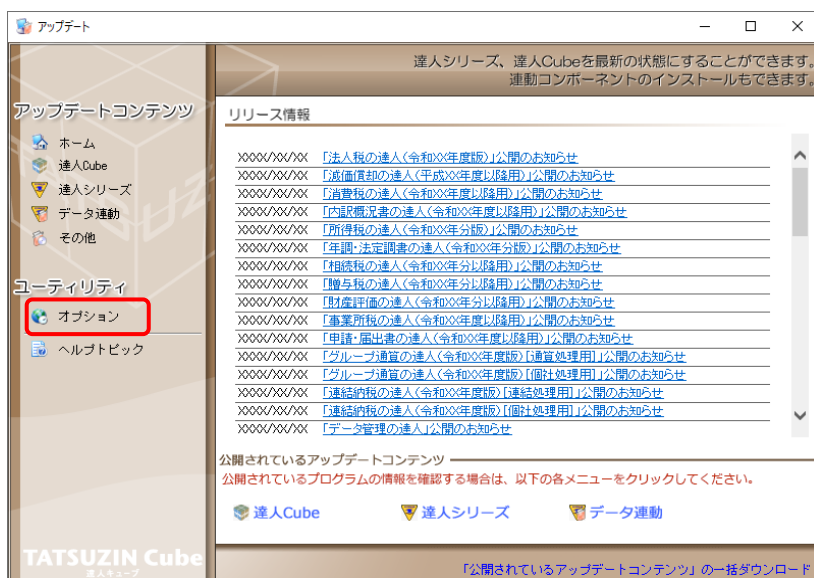 アップデート
達人シリーズ、達人Cubeを最新の状態にすることができます。
連動コンポーネントのインストールもできます。
アップデートコンテンツ
ホーム
達人Cube
達人シリーズ
データ連動
その他
ユーティリティ
オプション
ヘルプトピック
リリース情報
XXXX/XX/XX 「法人税の達人(令和XX年度版)」公開のお知らせ
XXXX/XX/XX 「減価償却の達人(平成XX年度以降用)」公開のお知らせ
XXXX/XX/XX 「消費税の達人(令和XX年度以降用)」公開のお知らせ
XXXX/XX/XX 「内訳概況書の達人(令和XX年度以降用)」公開のお知らせ
XXXX/XX/XX 「所得税の達人(令和XX年分版)」公開のお知らせ
XXXX/XX/XX 「年調・法定調書の達人(令和XX年分版)」公開のお知らせ
XXXX/XX/XX 「相続税の達人(令和XX年分以降用)」公開のお知らせ
XXXX/XX/XX 「贈与税の達人(令和XX年分以降用)」公開のお知らせ
XXXX/XX/XX 「財産評価の達人(令和XX年分以降用)」公開のお知らせ
XXXX/XX/XX 「事業所税の達人(令和XX年度以降用)」公開のお知らせ
XXXX/XX/XX 「申請・届出書の達人(令和XX年度以降用)」公開のお知らせ
XXXX/XX/XX 「グループ通算の達人(令和XX年度版)[通算処理用]」公開のお知らせ
XXXX/XX/XX 「グループ通算の達人(令和XX年度版)[個社処理用]」公開のお知らせ
XXXX/XX/XX 「連結納税の達人(令和XX年度版)[連結処理用]」公開のお知らせ
XXXX/XX/XX 「連結納税の達人(令和XX年度版)[個社処理用]」公開のお知らせ
XXXX/XX/XX 「データ管理の達人」公開のお知らせ
公開されているアップデートコンテンツ
公開されているプログラムの情報を確認する場合は、以下の各メニューをクリックしてください。
達人Cube 達人シリーズ データ連動
TATSUZIN Cube
達人キューブ
「公開されているアップデートコンテンツ」の一括ダウンロード